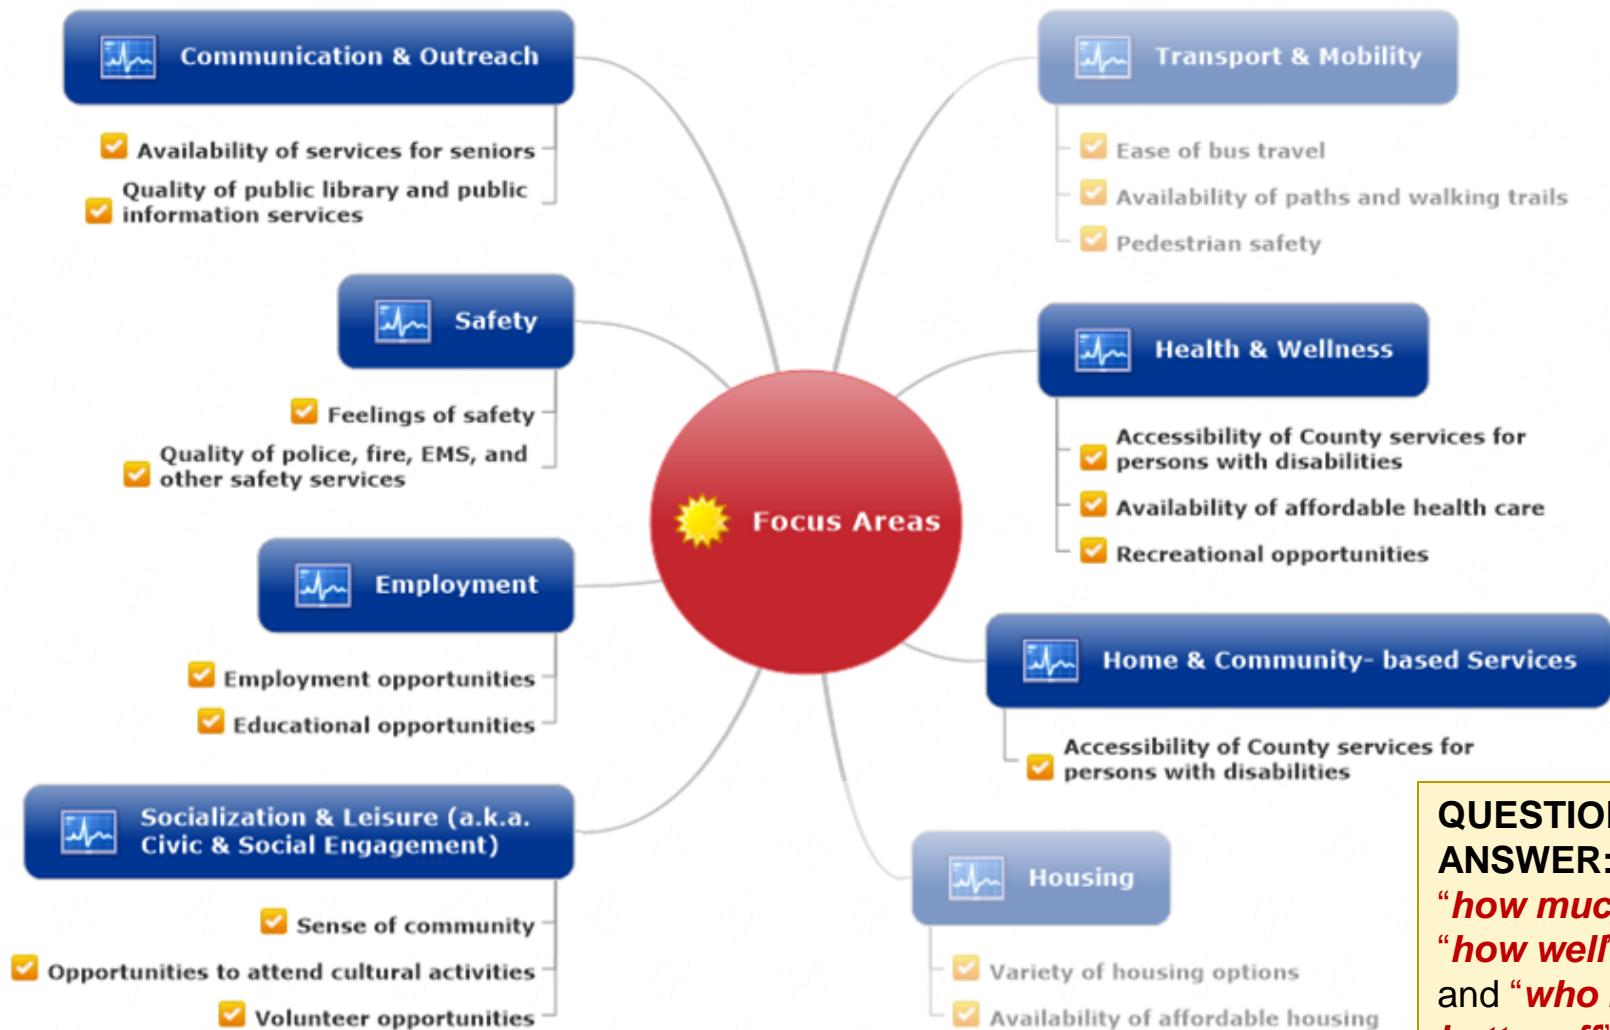 Communication & Outreach
Availability of services for seniors
Quality of public library and public
information services
Safety
Feelings of safety
Quality of police, fire, EMS, and
other safety services
Employment
Employment opportunities
Educational opportunities
Socialization & Leisure (a.k.a.
Civic & Social Engagement)
Sense of community
Opportunities to attend cultural activities
Volunteer opportunities
Focus Areas
Transport & Mobility
Ease of bus travel
Availability of paths and walking trails
Pedestrian safety
Health & Wellness
Accessibility of County services for
persons with disabilities
Availability of affordable health care
Recreational opportunities
Home & Community- based Services
Accessibility of County services for
persons with disabilities
Housing
Variety of housing options
Availability of affordable housing
ANSWER:
“how
“how well
and “who